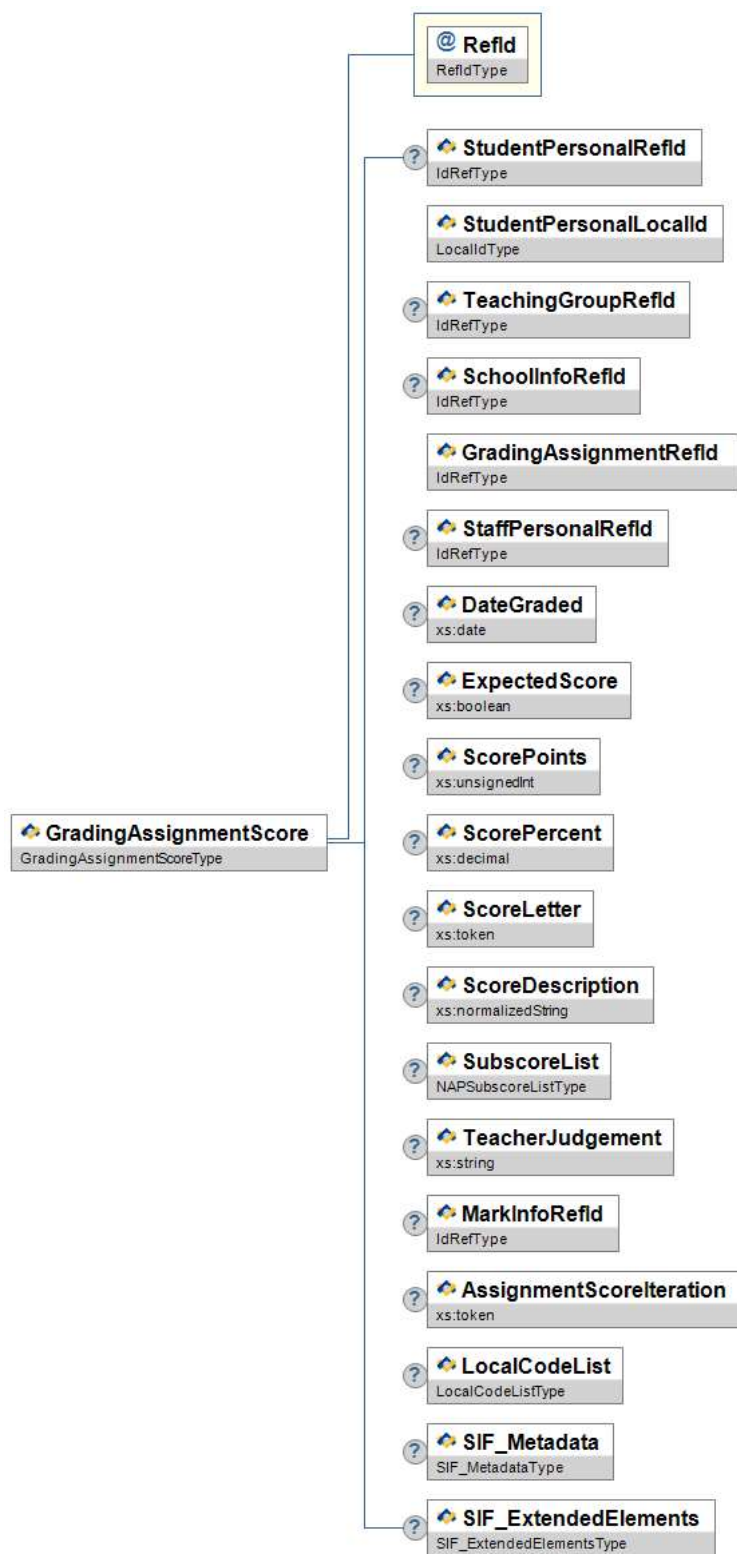 @ RefId
RefIdType
? StudentPersonalRefId
IdRefType
StudentPersonalLocalId
LocalIdType
? TeachingGroupRefId
IdRefType
? SchoolInfoRefId
IdRefType
GradingAssignmentRefId
IdRefType
? StaffPersonalRefId
IdRefType
? DateGraded
xs:date
? ExpectedScore
xs:boolean
? ScorePoints
xs:unsignedInt
GradingAssignmentScore
GradingAssignmentScoreType
? ScorePercent
xs:decimal
? ScoreLetter
xs:token
? ScoreDescription
xs:normalizedString
? SubscoreList
NAPSubscoreListType
? TeacherJudgement
xs:string
? MarkInfoRefId
IdRefType
? AssignmentScoreIteration
xs:token
? LocalCodeList
LocalCodeListType
? SIF_Metadata
SIF_MetadataType
? SIF_ExtendedElements
SIF_ExtendedElementsType